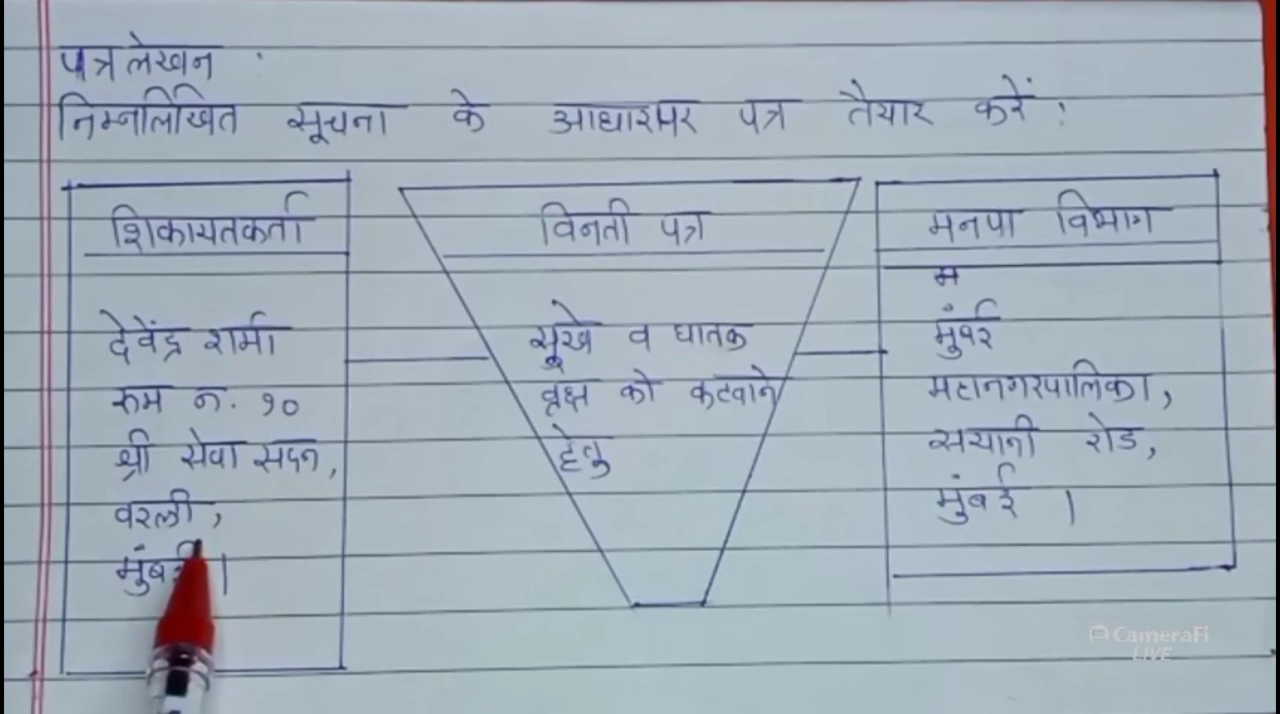 पत्र लेखन :
निम्नलिखित सूचना के आधारपर पत्र तैयार करें :
शिकायतकर्ता
देवेंद्र शर्मा
रुम न. १०
श्री सेवा सदन,
वरली,
मुंबई ।
विनती पत्र
सूखे व घातक
वृक्ष को कटवाने
हेतु
मनपा विभाग
म
मुंबई
महानगरपालिका,
सयानी रोड,
मुंबई ।
CameraFi
LIVE